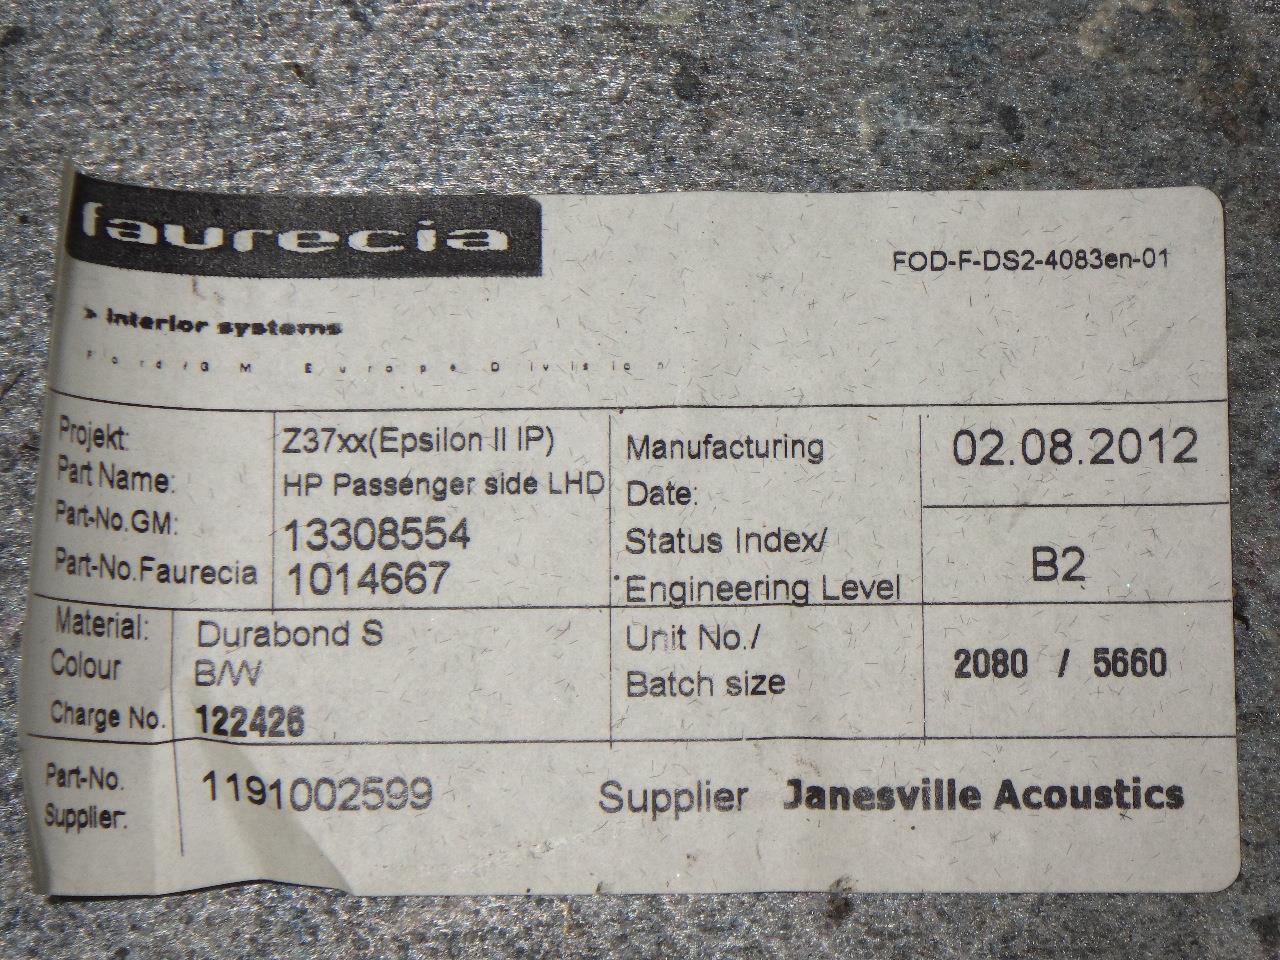 faurecia
FOD-F-DS2-4083en-01
> Interior systems
Ford/GM Europe Division
Projekt: Z37xx(Epsilon II IP)
Part Name: HP Passenger side LHD
Part-No.GM: 13308554
Part-No.Faurecia 1014667
Manufacturing
Date: 02.08.2012
Status Index/
Engineering Level B2
Material: Durabond S
Colour B/W
Charge No. 122426
Unit No./
Batch size 2080 / 5660
Part-No.
Supplier: 1191002599
Supplier Janesville Acoustics